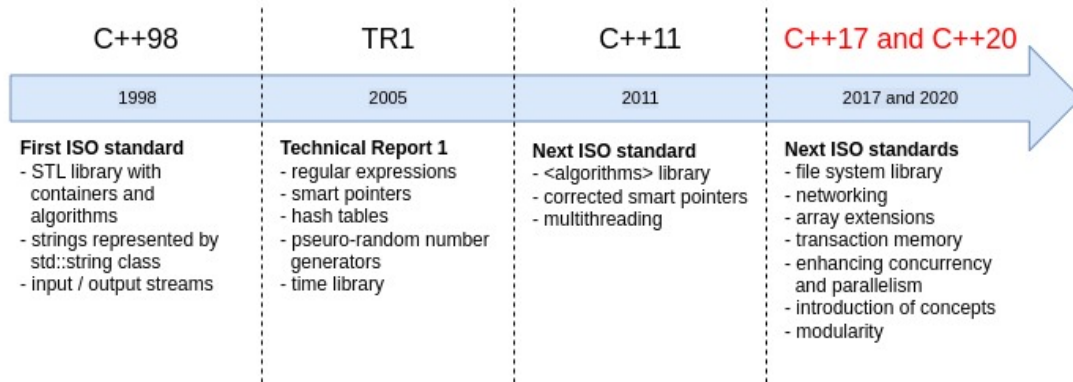 C++98
1998
First ISO standard
- STL library with
containers and
algorithms
- strings represented by
std::string class
- input / output streams
TR1
2005
Technical Report 1
- regular expressions
- smart pointers
- hash tables
- pseuro-random number
generators
- time library
C++11
2011
Next ISO standard
- <algorithms> library
- corrected smart pointers
- multithreading
C++17 and C++20
2017 and 2020
Next ISO standards
- file system library
- networking
- array extensions
- transaction memory
- enhancing concurrency
and parallelism
- introduction of concepts
- modularity